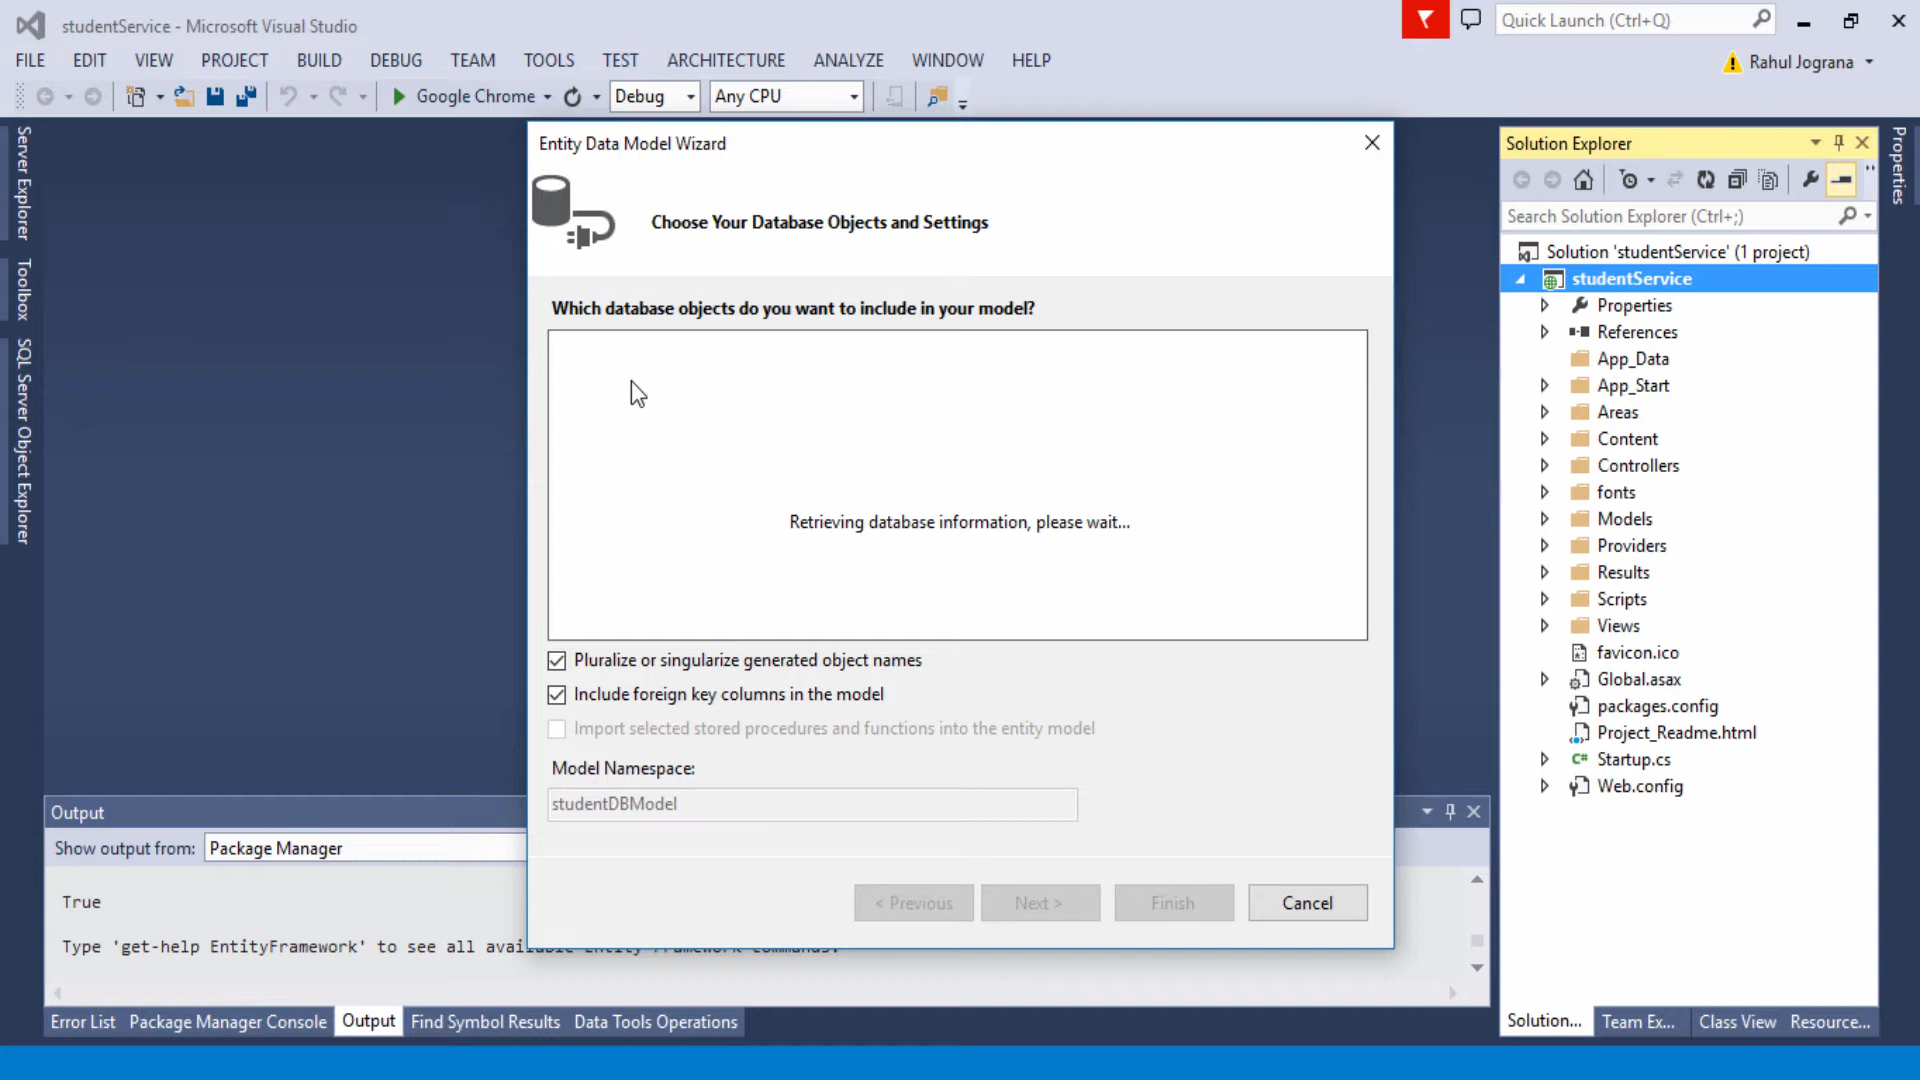 studentService - Microsoft Visual Studio
Quick Launch (Ctrl+Q)
FILE EDIT VIEW PROJECT BUILD DEBUG TEAM TOOLS TEST ARCHITECTURE ANALYZE WINDOW HELP
Rahul Jograna
Google Chrome
Debug
Any CPU
Server Explorer
Toolbox
SQL Server Object Explorer
Entity Data Model Wizard
Choose Your Database Objects and Settings
Which database objects do you want to include in your model?
Retrieving database information, please wait...
Pluralize or singularize generated object names
Include foreign key columns in the model
Import selected stored procedures and functions into the entity model
Model Namespace:
studentDBModel
< Previous
Next >
Finish
Cancel
Solution Explorer
Properties
Search Solution Explorer (Ctrl+;)
Solution 'studentService' (1 project)
studentService
Properties
References
App_Data
App_Start
Areas
Content
Controllers
fonts
Models
Providers
Results
Scripts
Views
favicon.ico
Global.asax
packages.config
Project_Readme.html
C# Startup.cs
Web.config
Output
Show output from: Package Manager
True
Type 'get-help EntityFramework' to see all available Entity Framework commands.
Error List Package Manager Console Output Find Symbol Results Data Tools Operations
Solution... Team Ex... Class View Resource...